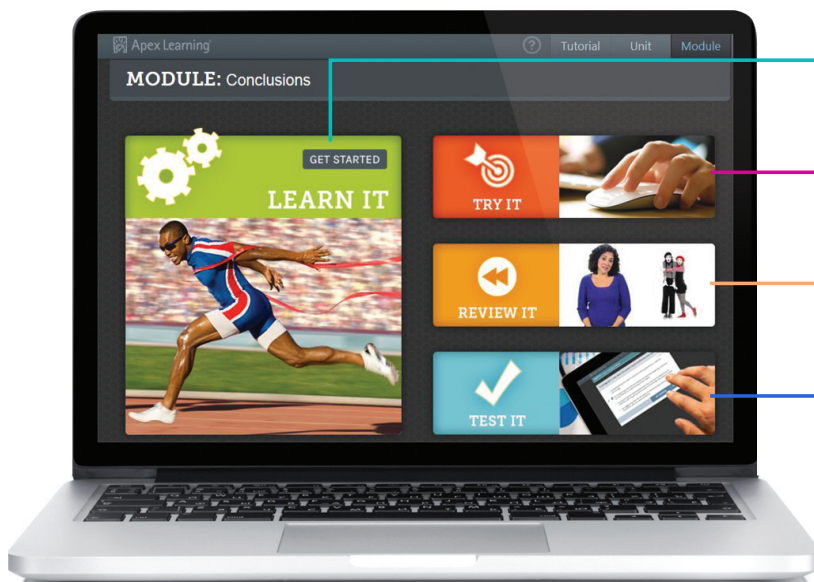 Apex Learning
?
Tutorial
Unit
Module
MODULE: Conclusions
GET STARTED
LEARN IT
TRY IT
REVIEW IT
TEST IT